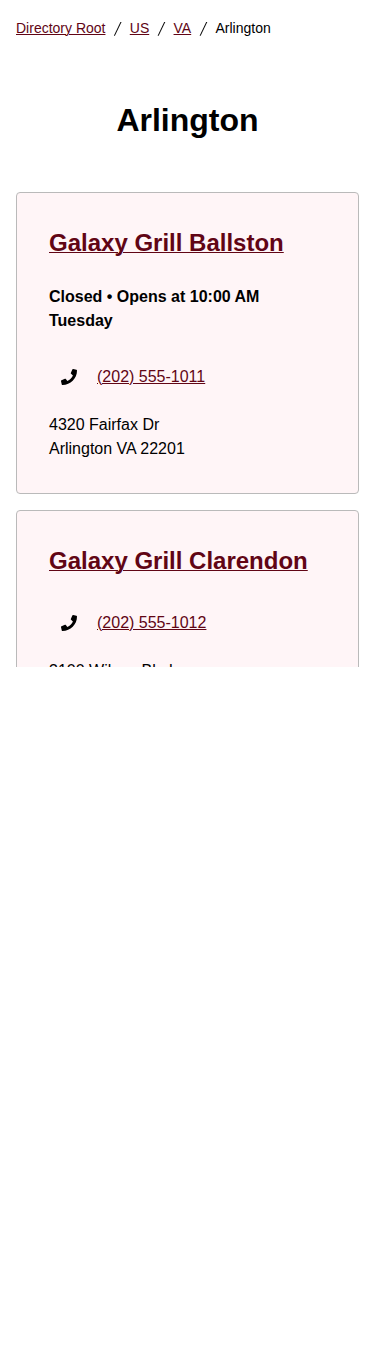 Directory Root / US / VA / Arlington
Arlington
Galaxy Grill Ballston
Closed • Opens at 10:00 AM
Tuesday
(202) 555-1011
4320 Fairfax Dr
Arlington VA 22201
Galaxy Grill Clarendon
(202) 555-1012